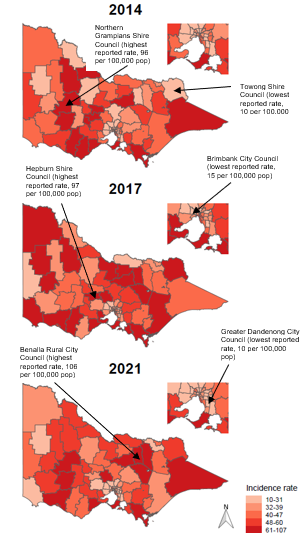 2014
Northern
Grampians Shire
Council (highest
reported rate, 96
per 100,000 pop)
Towong Shire
Council (lowest
reported rate,
10 per 100,000
Brimbank City Council
(lowest reported rate,
15 per 100,000 pop)
Hepburn Shire
Council (highest
reported rate, 97
per 100,000 pop)
2017
Greater Dandenong City
Council (lowest reported
rate, 10 per 100,000
pop)
Benalla Rural City
Council (highest
reported rate, 106
per 100,000 pop)
2021
N
Incidence rate
10-31
32-39
40-47
48-60
61-107